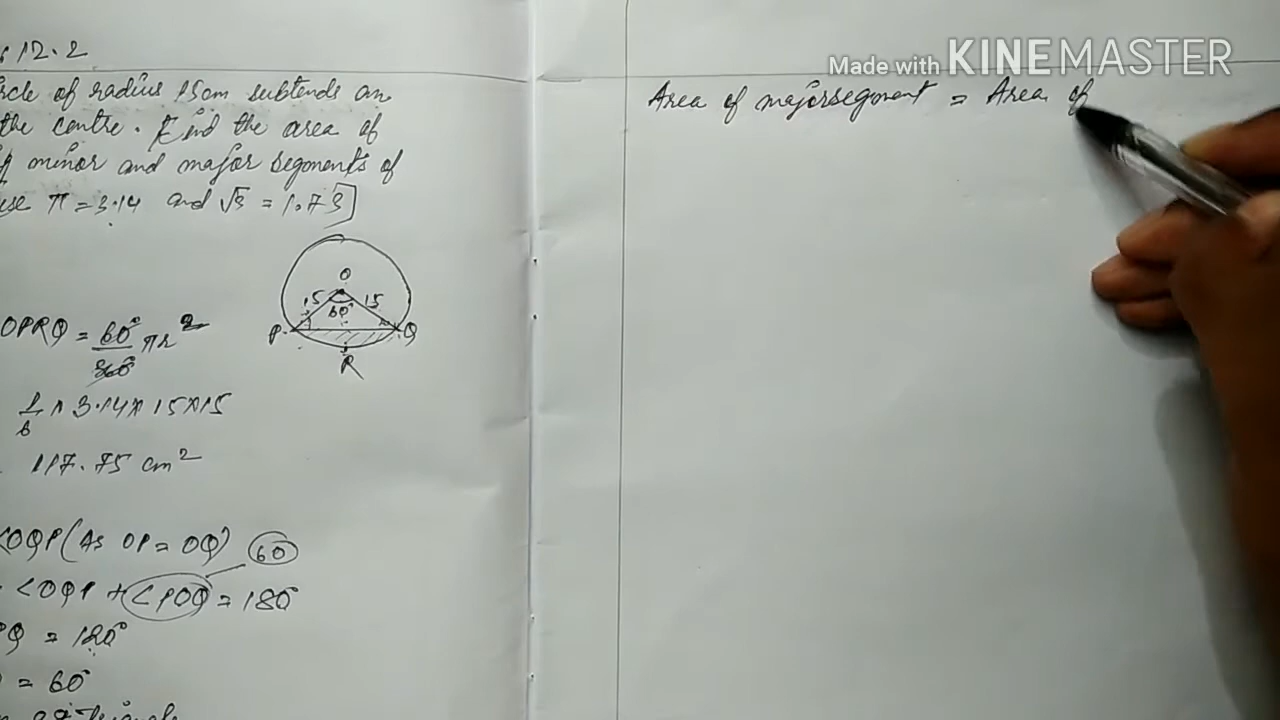 12.2
rcle of radius 15cm subtends an
the centre. Find the area of
minor and major segments of
use π = 3.14 and √3 = 1.73]
O
15 60° 15
P Q
R
OPRQ = 60°/360° πr²
1/6 × 3.14 × 15 × 15
117.75 cm²
<OQP (As OP = OQ) 60
<OQP + <POQ = 180°
PQ = 120°
= 60°
Made with KINEMASTER
Area of majorsegment = Area of